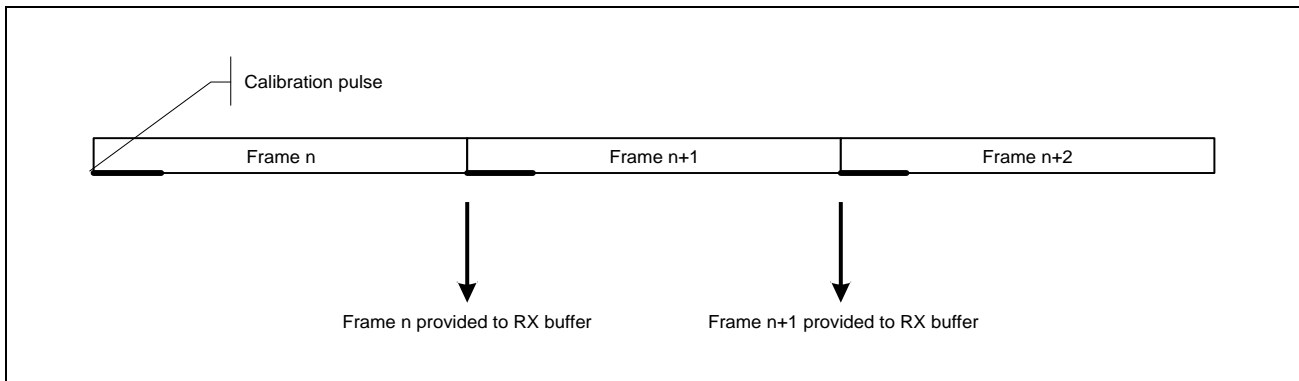 Calibration pulse
Frame n
Frame n+1
Frame n+2
Frame n provided to RX buffer
Frame n+1 provided to RX buffer